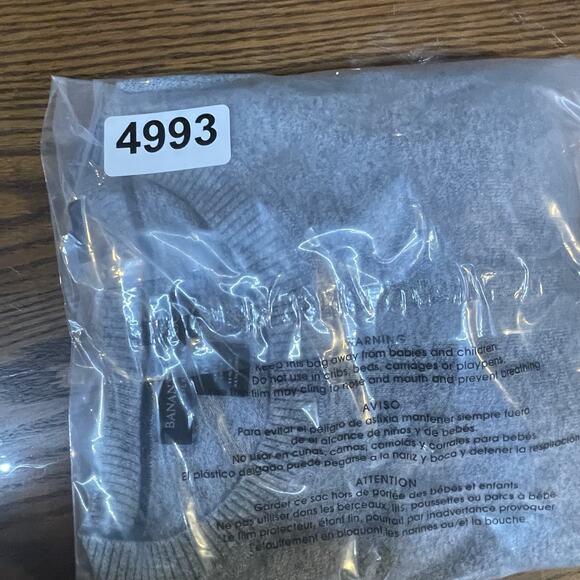 4993
WARNING
Keep this bag away from babies and children.
Do not use in cribs, beds, carriages or playpens.
film may cling to nose and mouth and prevent breathing
AVISO
Para evitar el peligro de asfixia mantener siempre fuera
de el alcance de niños y de bebés.
No usar en cunas, camas, carriolas y corrales para bebés
El plástico delgado puede pegarse a la nariz y boca y detener la respiración
ATTENTION
Garder ce sac hors de portée des bébés et enfants
Ne pas utiliser dans les berceaux, lits, poussettes ou parcs à bébé
Le film protecteur, étant fin, pourrait par inadvertance provoquer
l'étouffement en bloquant les narines ou/et la bouche.
BANANA